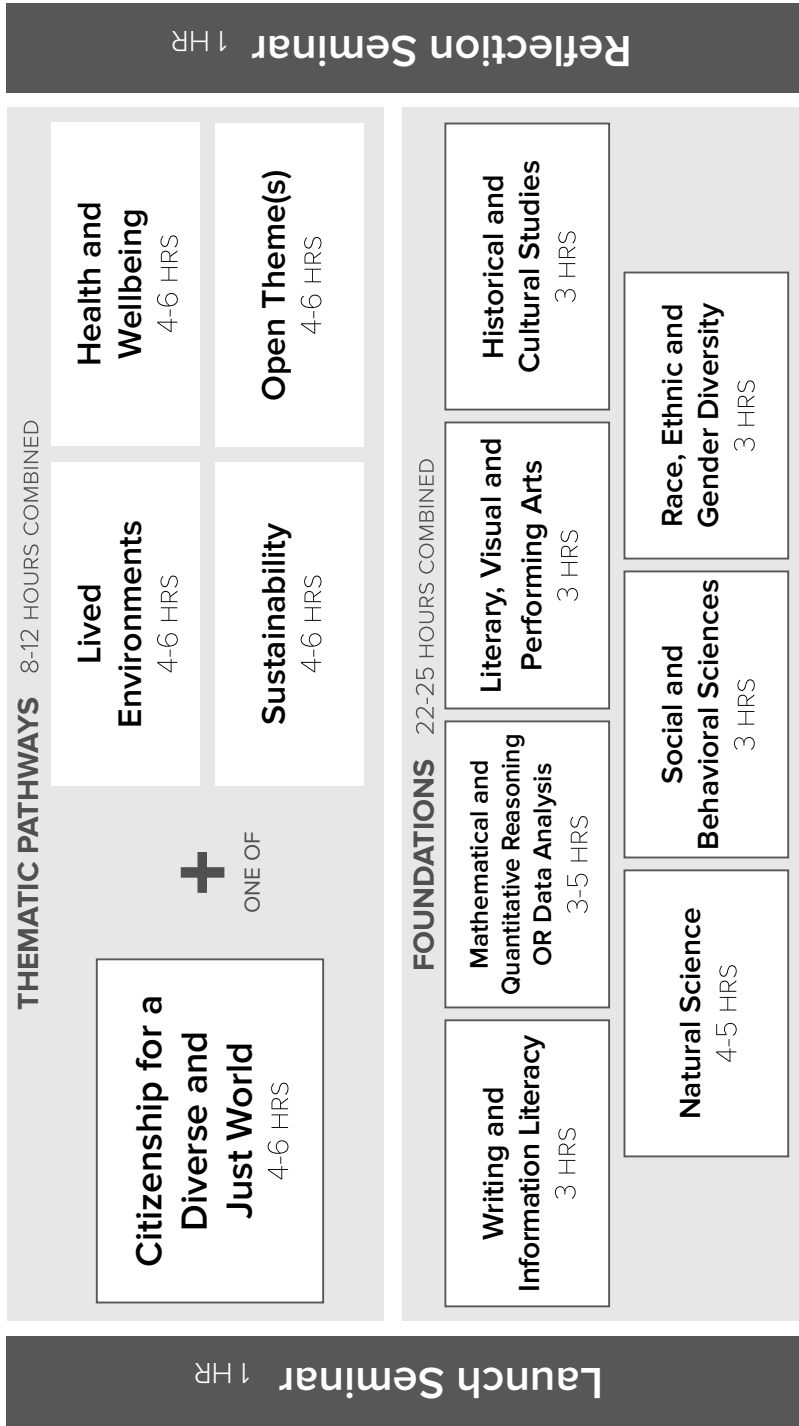 Launch Seminar 1 HR
THEMATIC PATHWAYS 8-12 HOURS COMBINED
Citizenship for a
Diverse and
Just World
4-6 HRS
+
ONE OF
Lived
Environments
4-6 HRS
Health and
Wellbeing
4-6 HRS
Sustainability
4-6 HRS
Open Theme(s)
4-6 HRS
FOUNDATIONS 22-25 HOURS COMBINED
Writing and
Information Literacy
3 HRS
Mathematical and
Quantitative Reasoning
OR Data Analysis
3-5 HRS
Literary, Visual and
Performing Arts
3 HRS
Historical and
Cultural Studies
3 HRS
Natural Science
4-5 HRS
Social and
Behavioral Sciences
3 HRS
Race, Ethnic and
Gender Diversity
3 HRS
Reflection Seminar 1 HR